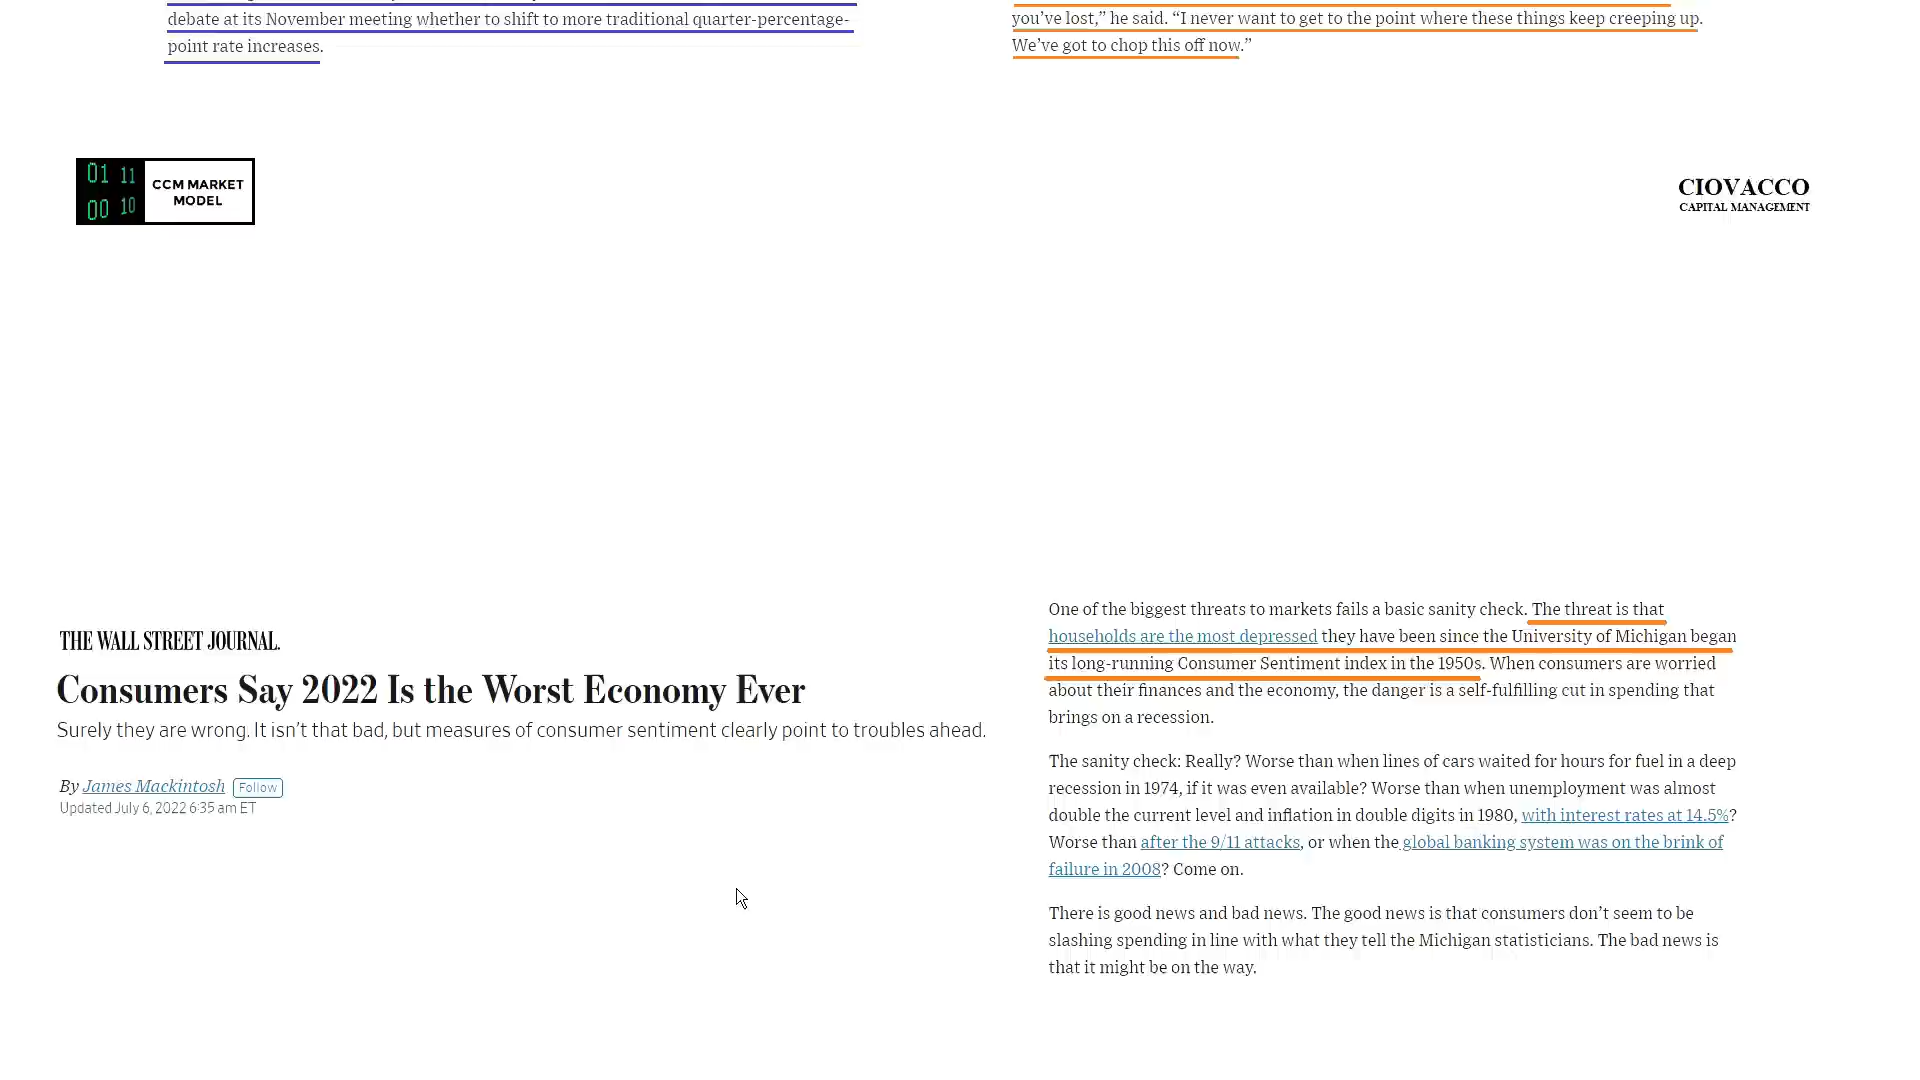 debate at its November meeting whether to shift to more traditional quarter-percentage-
point rate increases.
you’ve lost,” he said. “I never want to get to the point where these things keep creeping up.
We’ve got to chop this off now.”
01 11
00 10
CCM MARKET
MODEL
CIOVACCO
CAPITAL MANAGEMENT
THE WALL STREET JOURNAL.
Consumers Say 2022 Is the Worst Economy Ever
Surely they are wrong. It isn’t that bad, but measures of consumer sentiment clearly point to troubles ahead.
By James Mackintosh Follow
Updated July 6, 2022 6:35 am ET
One of the biggest threats to markets fails a basic sanity check. The threat is that
households are the most depressed they have been since the University of Michigan began
its long-running Consumer Sentiment index in the 1950s. When consumers are worried
about their finances and the economy, the danger is a self-fulfilling cut in spending that
brings on a recession.
The sanity check: Really? Worse than when lines of cars waited for hours for fuel in a deep
recession in 1974, if it was even available? Worse than when unemployment was almost
double the current level and inflation in double digits in 1980, with interest rates at 14.5%?
Worse than after the 9/11 attacks, or when the global banking system was on the brink of
failure in 2008? Come on.
There is good news and bad news. The good news is that consumers don’t seem to be
slashing spending in line with what they tell the Michigan statisticians. The bad news is
that it might be on the way.